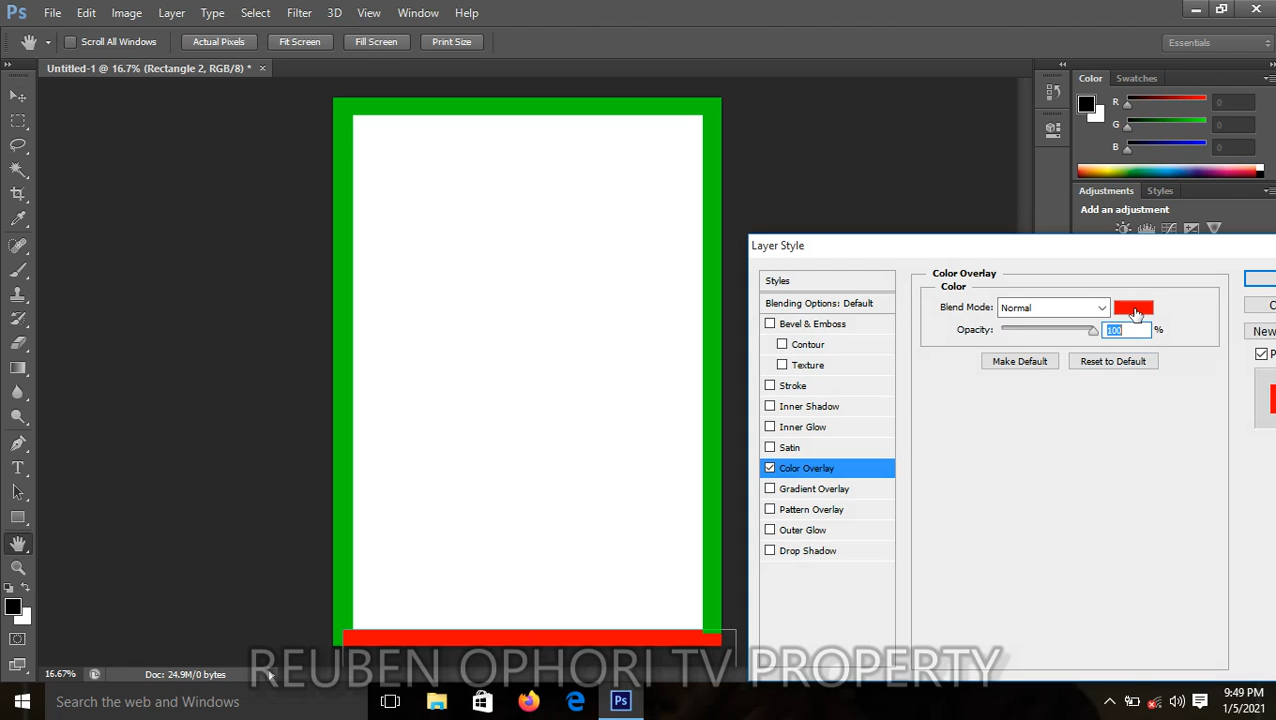 Ps File Edit Image Layer Type Select Filter 3D View Window Help
Scroll All Windows Actual Pixels Fit Screen Fill Screen Print Size Essentials
Untitled-1 @ 16.7% (Rectangle 2, RGB/8) * ×
Color Swatches
R 0
G 0
B 0
Adjustments Styles
Add an adjustment
Layer Style
Styles
Blending Options: Default
Bevel & Emboss
Contour
Texture
Stroke
Inner Shadow
Inner Glow
Satin
Color Overlay
Gradient Overlay
Pattern Overlay
Outer Glow
Drop Shadow
Color Overlay
Color
Blend Mode: Normal
Opacity: 100 %
Make Default Reset to Default
New
REUBEN OPHORI TV PROPERTY
16.67% Doc: 24.9
0 bytes
Search the web and Windows
Ps
9:49 PM
1/5/2021